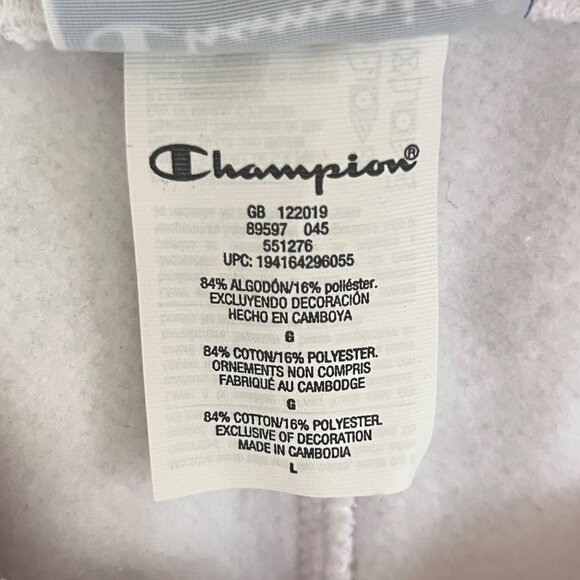 Champion®
GB 122019
89597 045
551276
UPC: 194164296055
84% ALGODÓN/16% poliéster.
EXCLUYENDO DECORACIÓN
HECHO EN CAMBOYA
G
84% COTON/16% POLYESTER.
ORNEMENTS NON COMPRIS
FABRIQUÉ AU CAMBODGE
G
84% COTTON/16% POLYESTER.
EXCLUSIVE OF DECORATION
MADE IN CAMBODIA
L